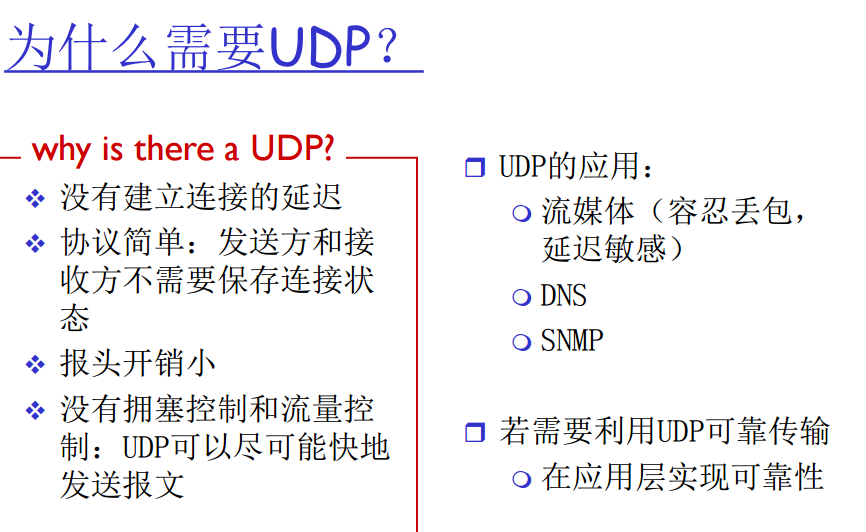 为什么需要UDP？
why is there a UDP?
没有建立连接的延迟
协议简单：发送方和接
收方不需要保存连接状
态
报头开销小
没有拥塞控制和流量控
制：UDP可以尽可能快地
发送报文
UDP的应用：
流媒体（容忍丢包，
延迟敏感）
DNS
SNMP
若需要利用UDP可靠传输
在应用层实现可靠性